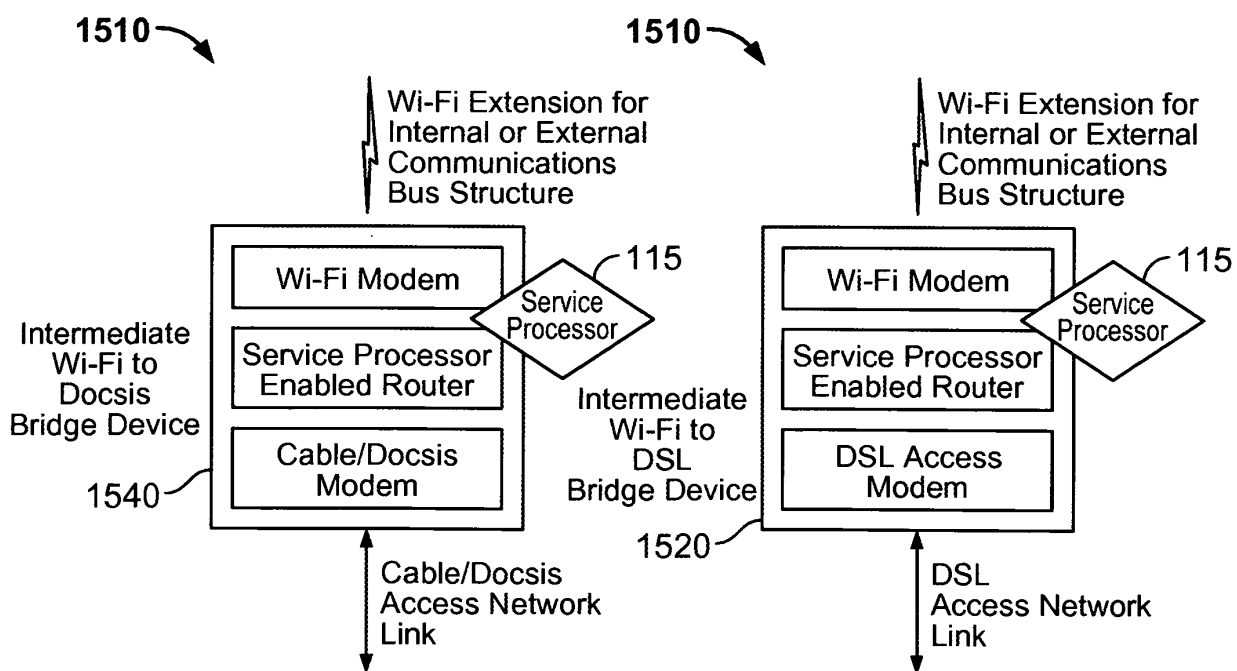 1510
Wi-Fi Extension for
Internal or External
Communications
Bus Structure
Wi-Fi Modem
115
Service
Processor
Service Processor
Enabled Router
Cable/Docsis
Modem
Intermediate
Wi-Fi to
Docsis
Bridge Device
1540
Cable/Docsis
Access Network
Link
1510
Wi-Fi Extension for
Internal or External
Communications
Bus Structure
Wi-Fi Modem
115
Service
Processor
Service Processor
Enabled Router
DSL Access
Modem
Intermediate
Wi-Fi to
DSL
Bridge Device
1520
DSL
Access Network
Link